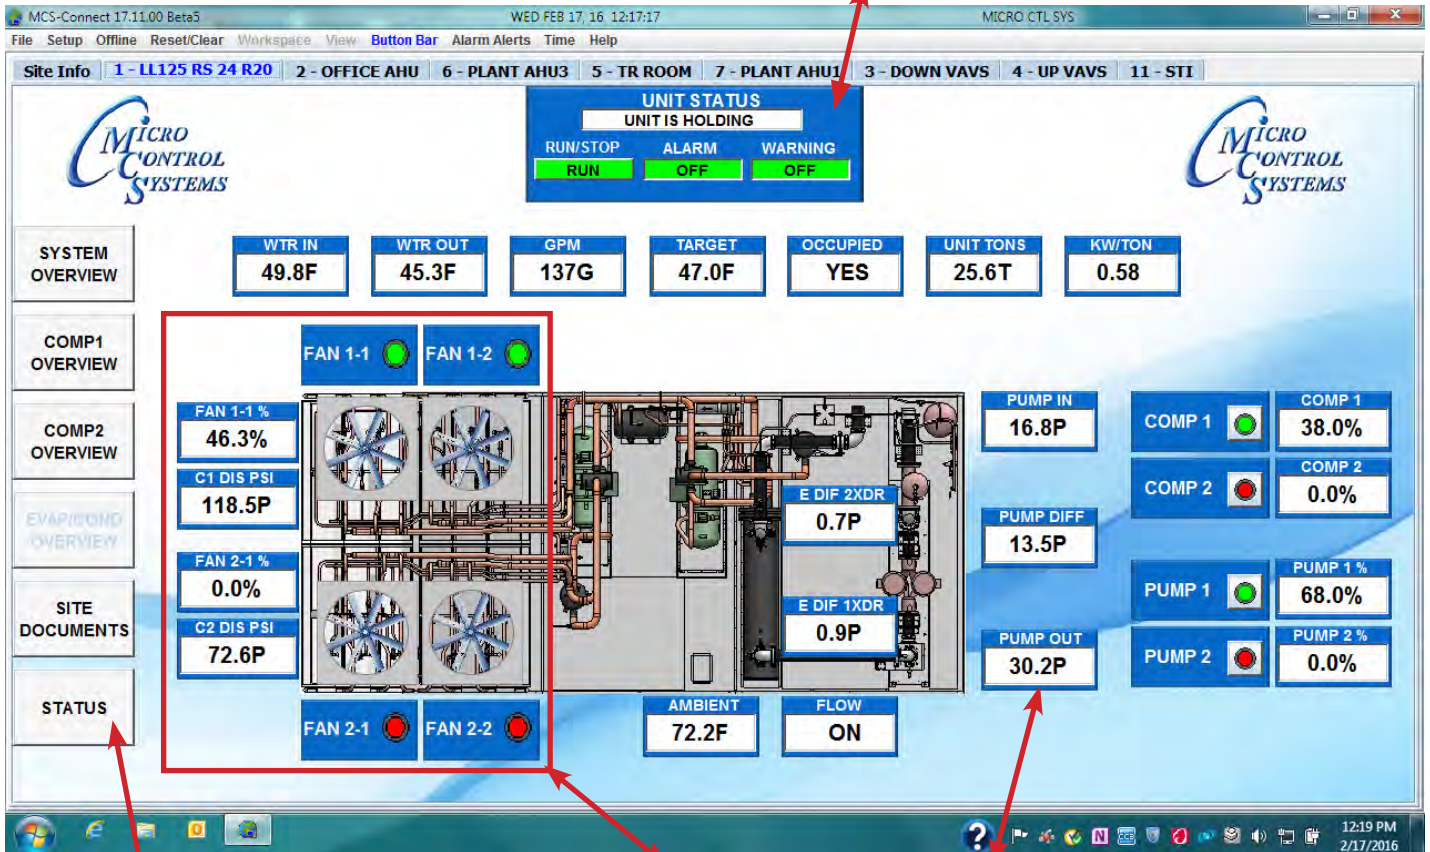 MCS-Connect 17.11.00 Beta5 WED FEB 17, 16 12:17:17 MICRO CTL SYS
File Setup Offline Reset/Clear Workspace View Button Bar Alarm Alerts Time Help
Site Info 1 - LL125 RS 24 R20 2 - OFFICE AHU 6 - PLANT AHU3 5 - TR ROOM 7 - PLANT AHU1 3 - DOWN VAVS 4 - UP VAVS 11 - STI
MICRO
CONTROL
SYSTEMS
UNIT STATUS
UNIT IS HOLDING
RUN/STOP ALARM WARNING
RUN OFF OFF
MICRO
CONTROL
SYSTEMS
SYSTEM
OVERVIEW
WTR IN WTR OUT GPM TARGET OCCUPIED UNIT TONS KW/TON
49.8F 45.3F 137G 47.0F YES 25.6T 0.58
COMP1
OVERVIEW
FAN 1-1 FAN 1-2
COMP2
OVERVIEW
FAN 1-1 %
46.3%
C1 DIS PSI
118.5P
PUMP IN
16.8P
COMP 1
COMP 1
38.0%
COMP 2
COMP 2
0.0%
EVAP/COND
OVERVIEW
E DIF 2XDR
0.7P
PUMP DIFF
13.5P
FAN 2-1 %
0.0%
C2 DIS PSI
72.6P
E DIF 1XDR
0.9P
PUMP 1
PUMP 1 %
68.0%
SITE
DOCUMENTS
PUMP OUT
30.2P
PUMP 2
PUMP 2 %
0.0%
STATUS
FAN 2-1 FAN 2-2
AMBIENT
72.2F
FLOW
ON
12:19 PM
2/17/2016